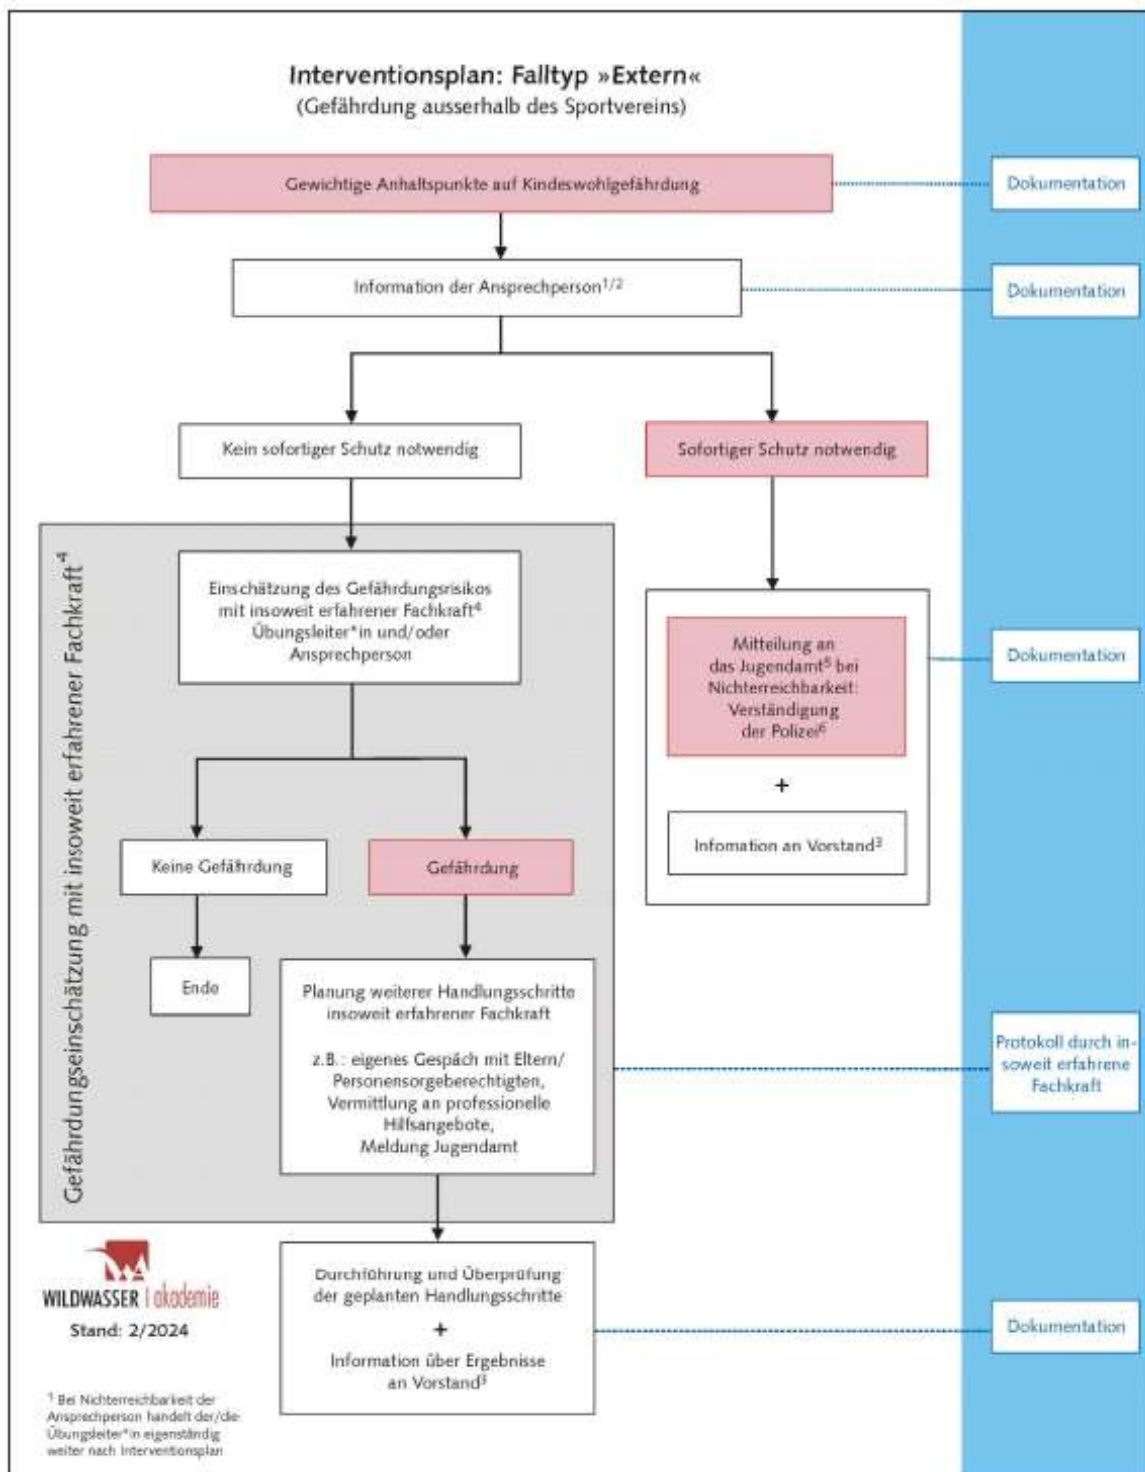 Interventionsplan: Falltyp »Extern«
(Gefährdung ausserhalb des Sportvereins)
Gewichtige Anhaltspunkte auf Kindeswohlgefährdung
Dokumentation
Information der Ansprechperson¹/²
Dokumentation
Kein sofortiger Schutz notwendig
Sofortiger Schutz notwendig
Gefährdungseinschätzung mit insoweit erfahrener Fachkraft*⁴
Einschätzung des Gefährdungsrisikos
mit insoweit erfahrener Fachkraft⁴
Übungsleiter*in und/oder
Ansprechperson
Mitteilung an
das Jugendamt⁵ bei
Nichterreichbarkeit:
Verständigung
der Polizei⁶
+
Infomation an Vorstand³
Dokumentation
Keine Gefährdung
Gefährdung
Ende
Planung weiterer Handlungsschritte
insoweit erfahrener Fachkraft
z.B.: eigenes Gespäch mit Eltern/
Personensorgeberechtigten,
Vermittlung an professionelle
Hilfsangebote,
Meldung Jugendamt
Protokoll durch in-
soweit erfahrene
Fachkraft
Durchführung und Überprüfung
der geplanten Handlungsschritte
+
Information über Ergebnisse
an Vorstand³
Dokumentation
WILDWASSER | akademie
Stand: 2/2024
¹ Bei Nichterreichbarkeit der
Ansprechperson handelt der/die
Übungsleiter*in eigenständig
weiter nach Interventionsplan